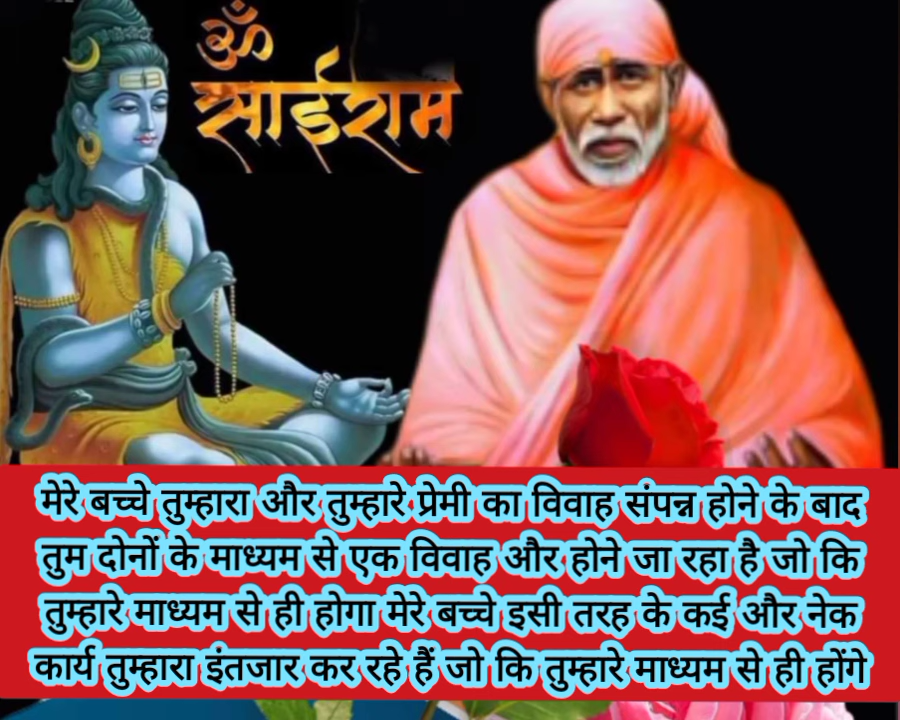 ॐ
साईराम
मेरे बच्चे तुम्हारा और तुम्हारे प्रेमी का विवाह संपन्न होने के बाद
तुम दोनों के माध्यम से एक विवाह और होने जा रहा है जो कि
तुम्हारे माध्यम से ही होगा मेरे बच्चे इसी तरह के कई और नेक
कार्य तुम्हारा इंतजार कर रहे हैं जो कि तुम्हारे माध्यम से ही होंगे